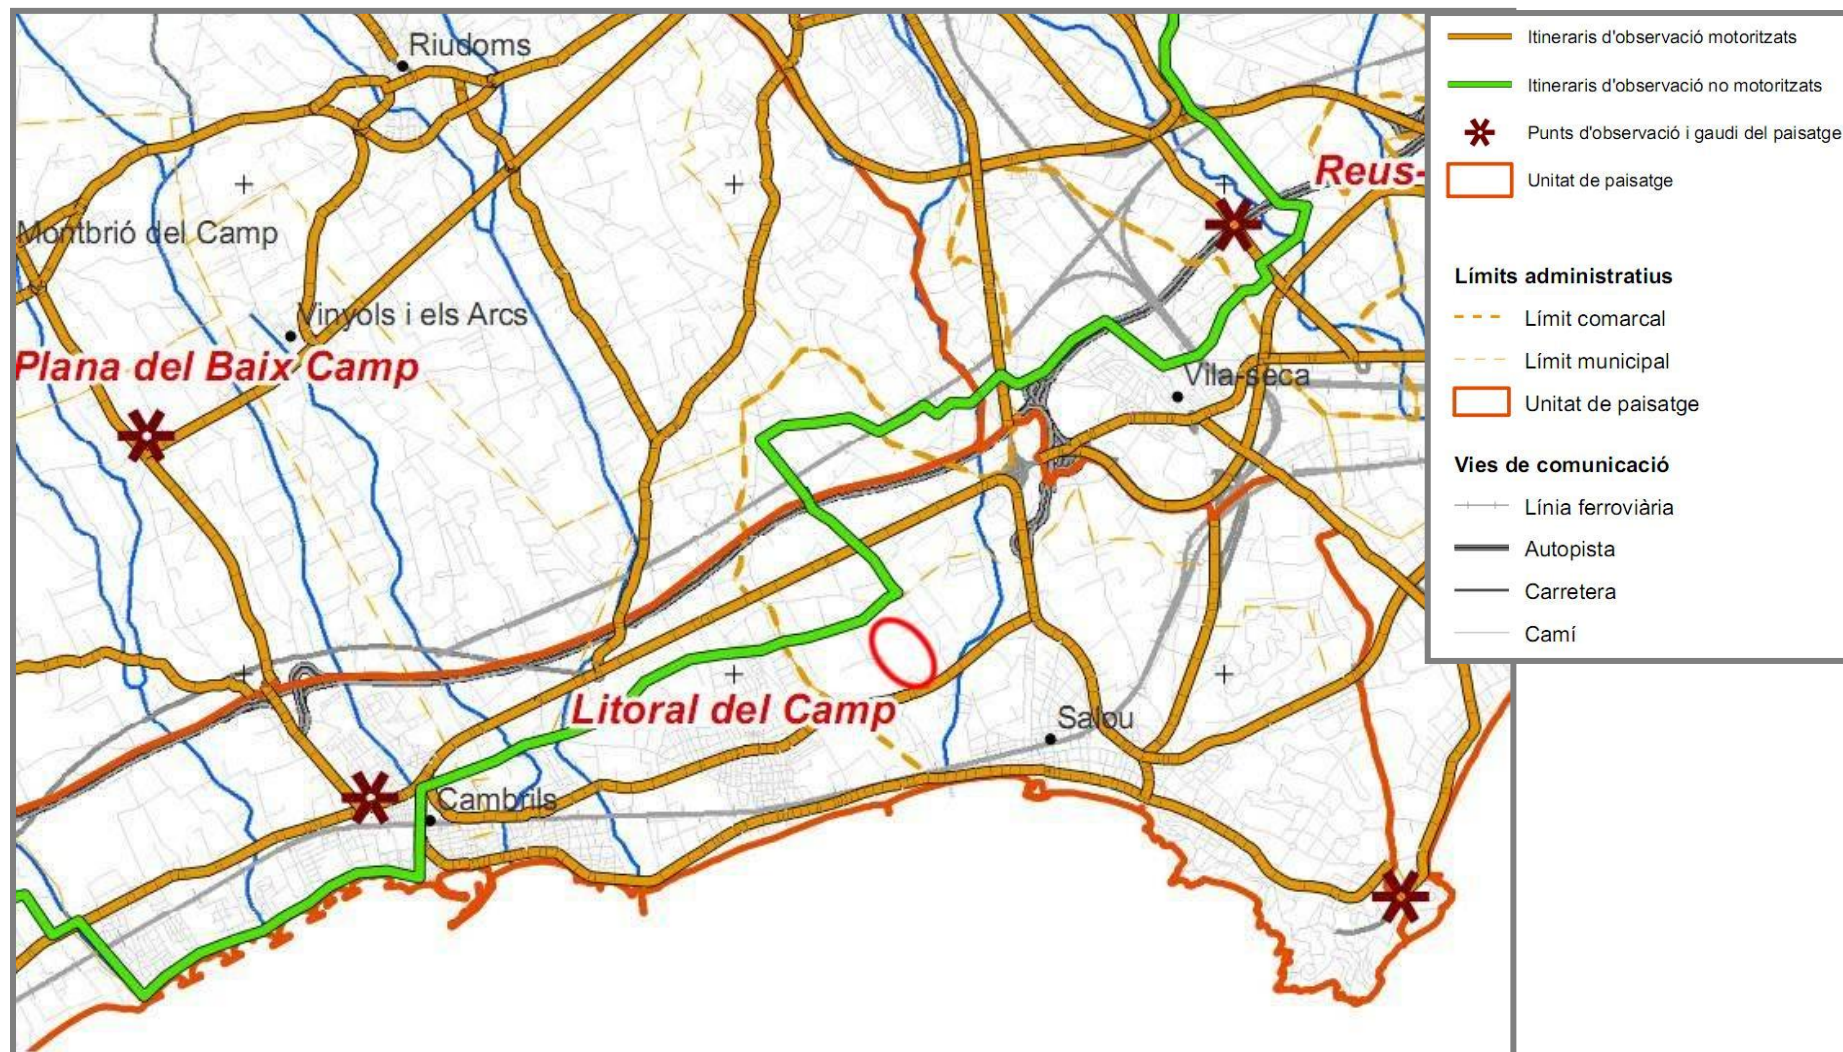 Riudoms
Reus-
Montbrió del Camp
Vinyols i els Arcs
Plana del Baix Camp
Vila-seca
Litoral del Camp
Salou
Cambrils
Itineraris d'observació motoritzats
Itineraris d'observació no motoritzats
Punts d'observació i gaudi del paisatge
Unitat de paisatge
Límits administratius
Límit comarcal
Límit municipal
Unitat de paisatge
Vies de comunicació
Línia ferroviària
Autopista
Carretera
Camí